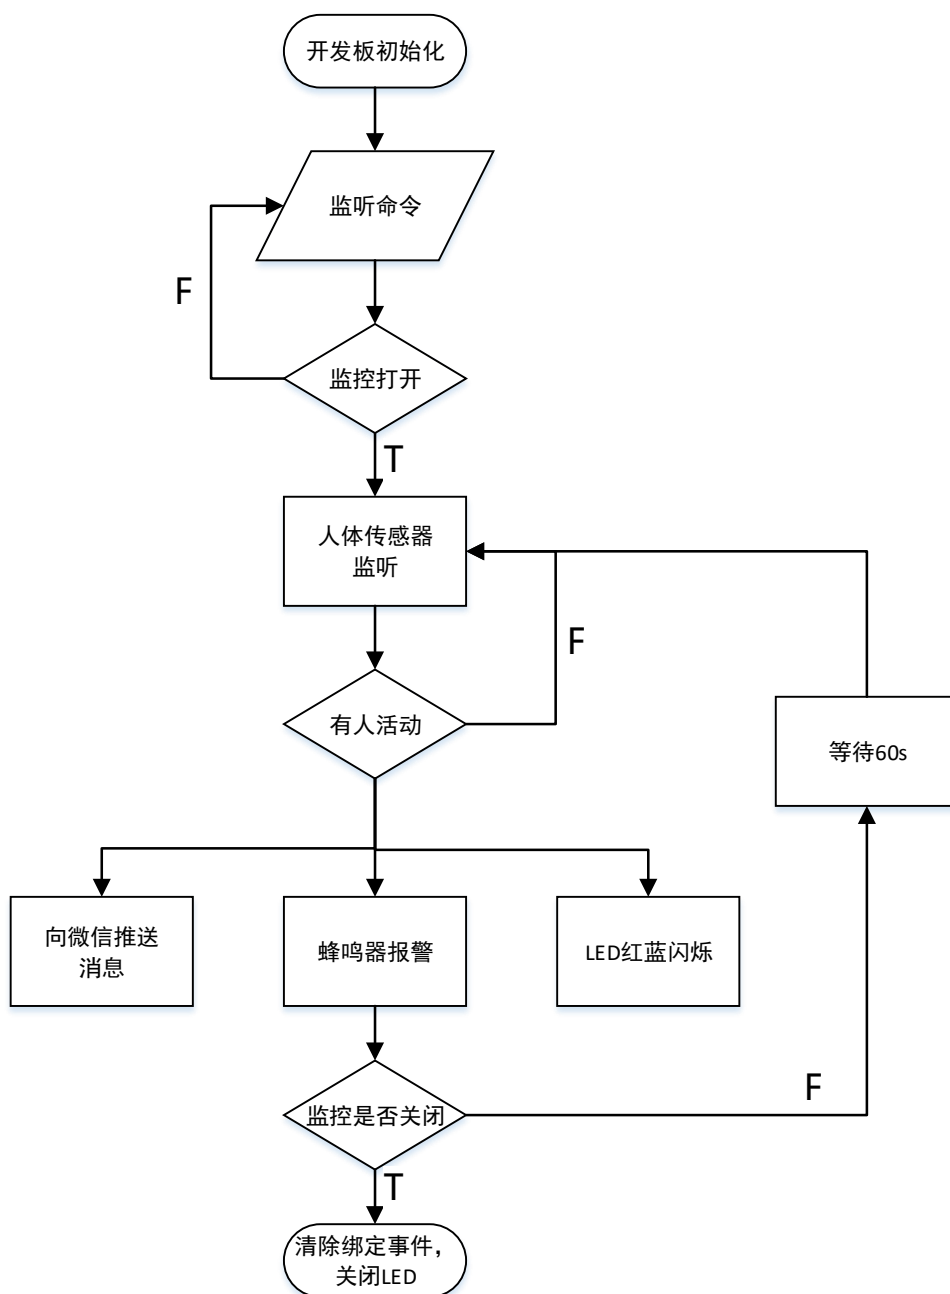 开发板初始化
监听命令
F
监控打开
T
人体传感器
监听
F
有人活动
等待60s
向微信推送
消息
蜂鸣器报警
LED红蓝闪烁
F
监控是否关闭
T
清除绑定事件，
关闭LED